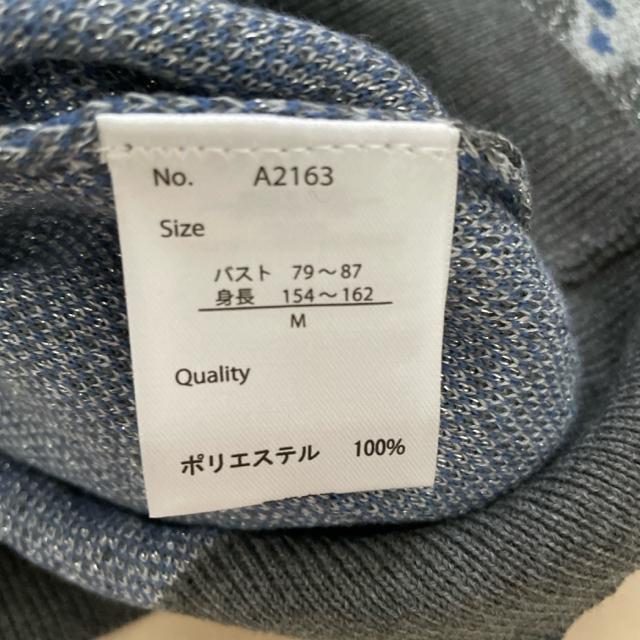 No. A2163
Size
バスト 79～87
身長 154～162
M
Quality
ポリエステル 100%